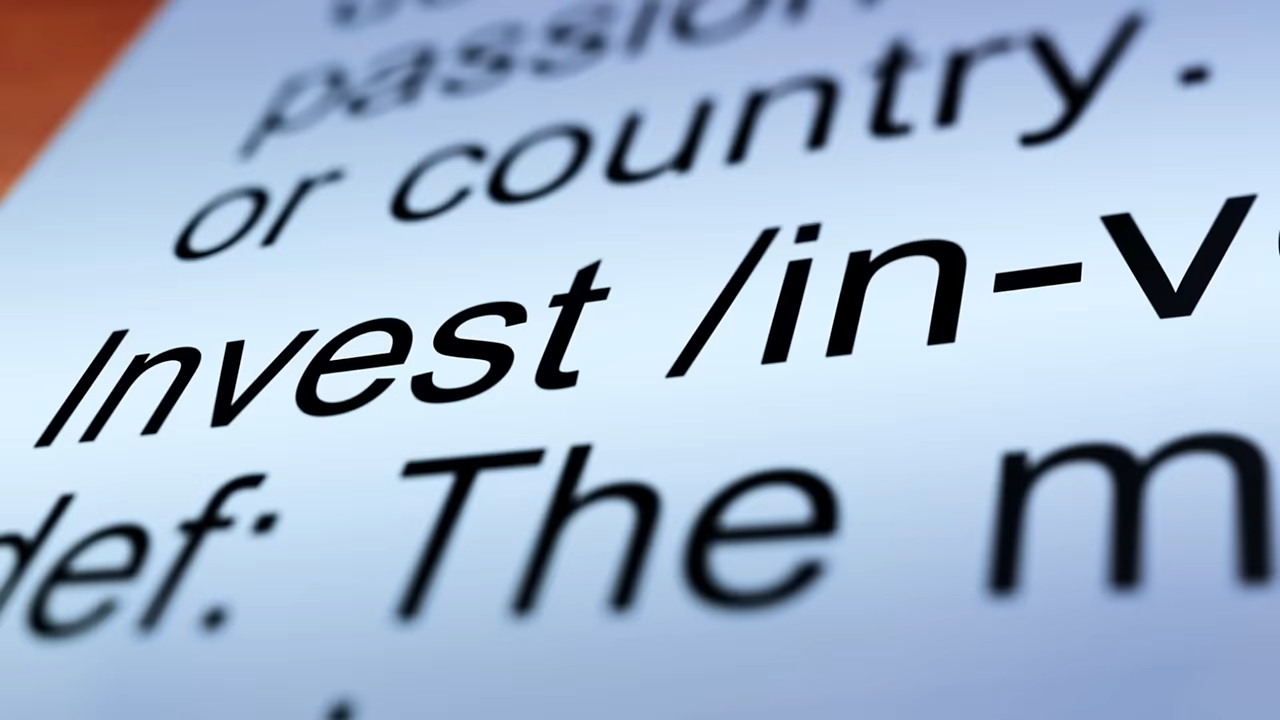 passion
or country.
Invest /in-v
def: The m